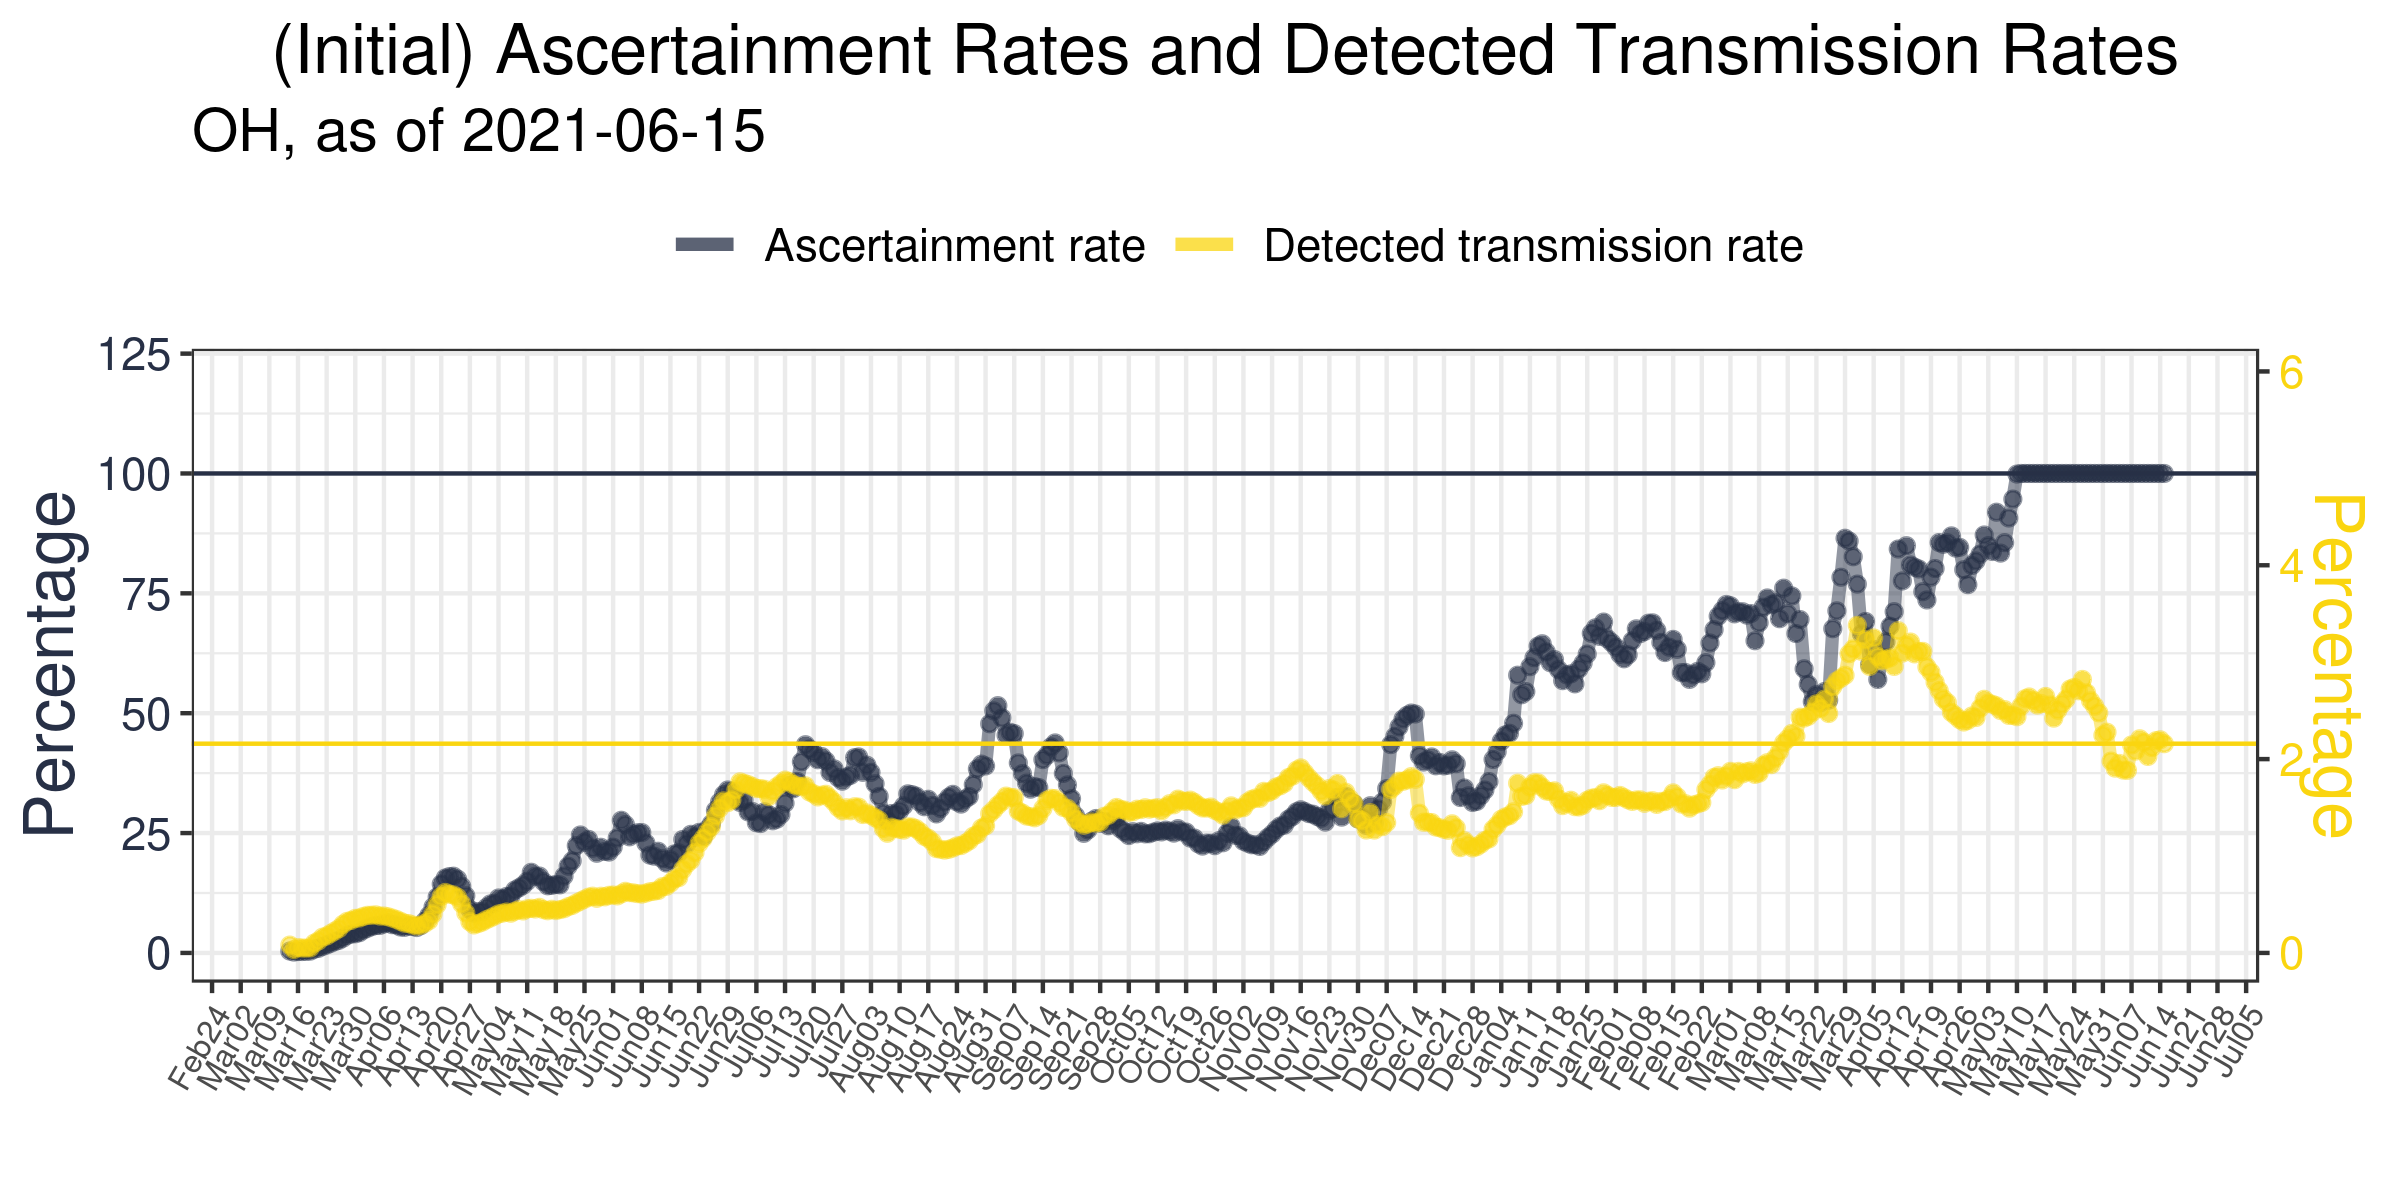 (Initial) Ascertainment Rates and Detected Transmission Rates
OH, as of 2021-06-15
Ascertainment rate
Detected transmission rate
Percentage
125
100
75
50
25
0
6
4
2
0
Percentage
Feb24
Mar02
Mar09
Mar16
Mar23
Mar30
Apr06
Apr13
Apr20
Apr27
May04
May11
May18
May25
Jun01
Jun08
Jun15
Jun22
Jun29
Jul06
Jul13
Jul20
Jul27
Aug03
Aug10
Aug17
Aug24
Aug31
Sep07
Sep14
Sep21
Sep28
Oct05
Oct12
Oct19
Oct26
Nov02
Nov09
Nov16
Nov23
Nov30
Dec07
Dec14
Dec21
Dec28
Jan04
Jan11
Jan18
Jan25
Feb01
Feb08
Feb15
Feb22
Mar01
Mar08
Mar15
Mar22
Mar29
Apr05
Apr12
Apr19
Apr26
May03
May10
May17
May24
May31
Jun07
Jun14
Jun21
Jun28
Jul05